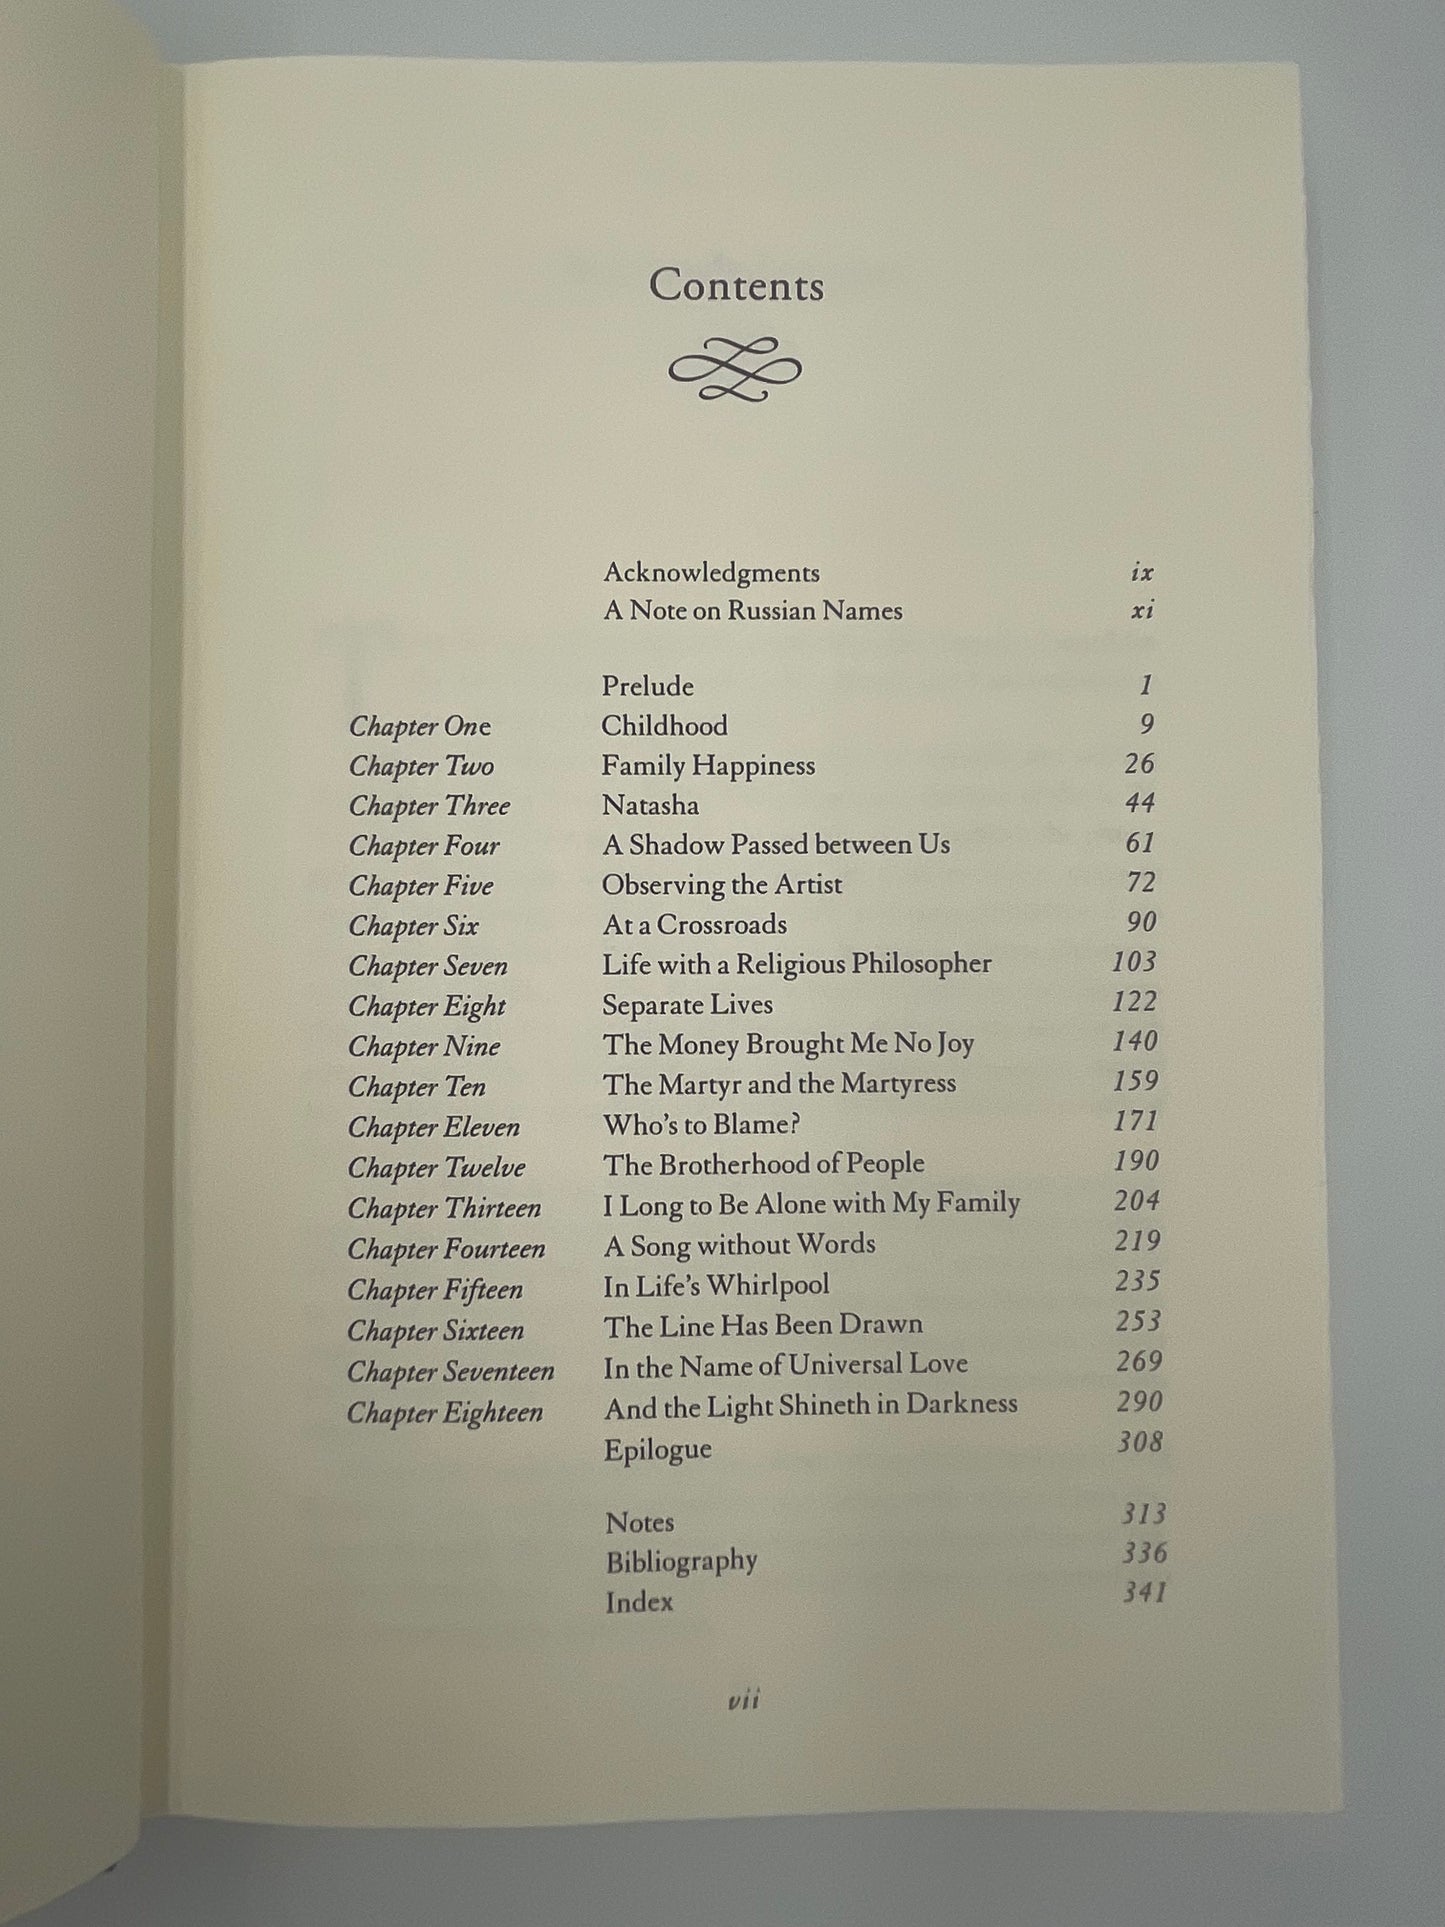 Contents
Acknowledgments ix
A Note on Russian Names xi
Prelude 1
Chapter One Childhood 9
Chapter Two Family Happiness 26
Chapter Three Natasha 44
Chapter Four A Shadow Passed between Us 61
Chapter Five Observing the Artist 72
Chapter Six At a Crossroads 90
Chapter Seven Life with a Religious Philosopher 103
Chapter Eight Separate Lives 122
Chapter Nine The Money Brought Me No Joy 140
Chapter Ten The Martyr and the Martyress 159
Chapter Eleven Who's to Blame? 171
Chapter Twelve The Brotherhood of People 190
Chapter Thirteen I Long to Be Alone with My Family 204
Chapter Fourteen A Song without Words 219
Chapter Fifteen In Life's Whirlpool 235
Chapter Sixteen The Line Has Been Drawn 253
Chapter Seventeen In the Name of Universal Love 269
Chapter Eighteen And the Light Shineth in Darkness 290
Epilogue 308
Notes 313
Bibliography 336
Index 341
vii